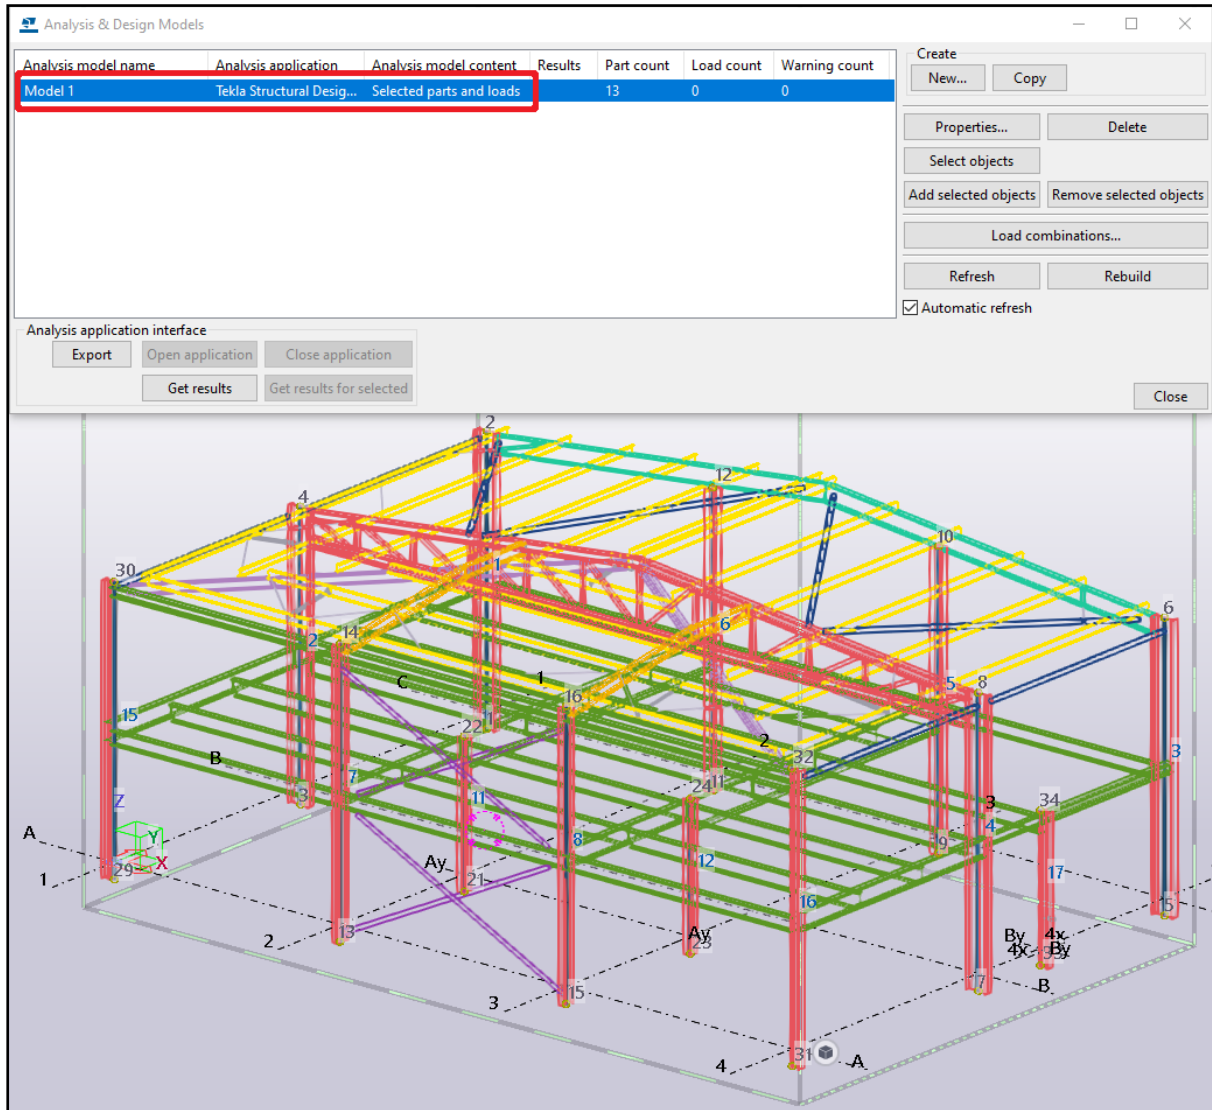 Analysis & Design Models
Analysis model name Analysis application Analysis model content Results Part count Load count Warning count
Model 1 Tekla Structural Desig... Selected parts and loads 13 0 0
Create
New... Copy
Properties... Delete
Select objects
Add selected objects Remove selected objects
Load combinations...
Refresh Rebuild
Automatic refresh
Analysis application interface
Export Open application Close application
Get results Get results for selected
Close
2
12
4
10
30
1
6
6
2 14
1
C
16
5 8
15
22
2
32
B
7
3
Z
3
11
24 11
34
3
A
Y
8
4
9
X
29
Ay
12
17
1
21
16
5
13
2
Ay
23
By 4x
4x By
7
B
3
15
31
A
4